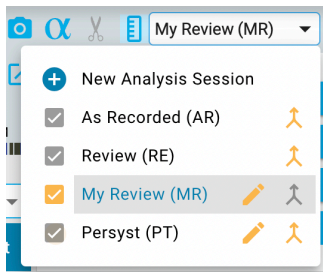 α My Review (MR)
New Analysis Session
As Recorded (AR)
Review (RE)
My Review (MR)
Persyst (PT)
t